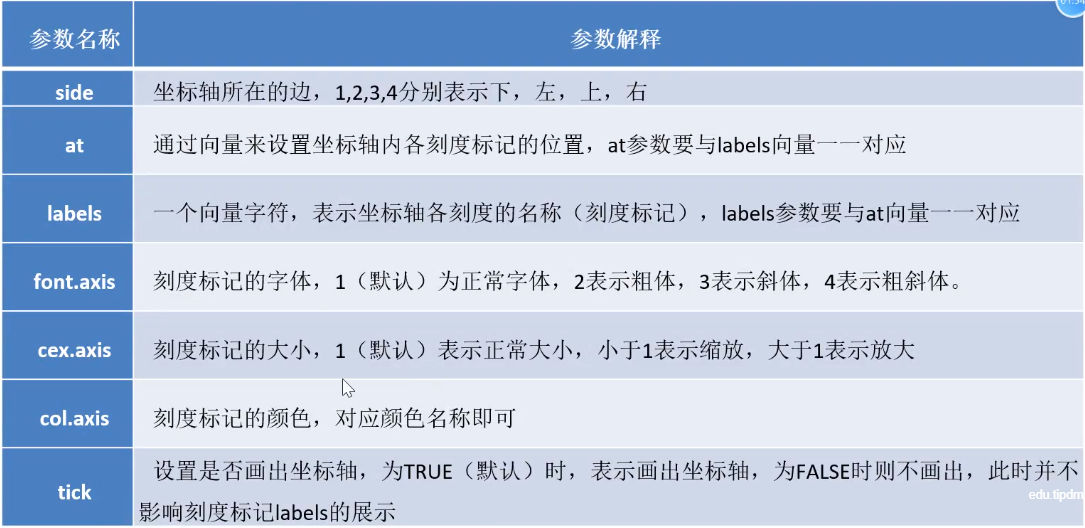 参数名称 参数解释
side 坐标轴所在的边，1,2,3,4分别表示下，左，上，右
at 通过向量来设置坐标轴内各刻度标记的位置，at参数要与labels向量一一对应
labels 一个向量字符，表示坐标轴各刻度的名称（刻度标记），labels参数要与at向量一一对应
font.axis 刻度标记的字体，1（默认）为正常字体，2表示粗体，3表示斜体，4表示粗斜体。
cex.axis 刻度标记的大小，1（默认）表示正常大小，小于1表示缩放，大于1表示放大
col.axis 刻度标记的颜色，对应颜色名称即可
tick 设置是否画出坐标轴，为TRUE（默认）时，表示画出坐标轴，为FALSE时则不画出，此时并不
影响刻度标记labels的展示
edu.tipdm